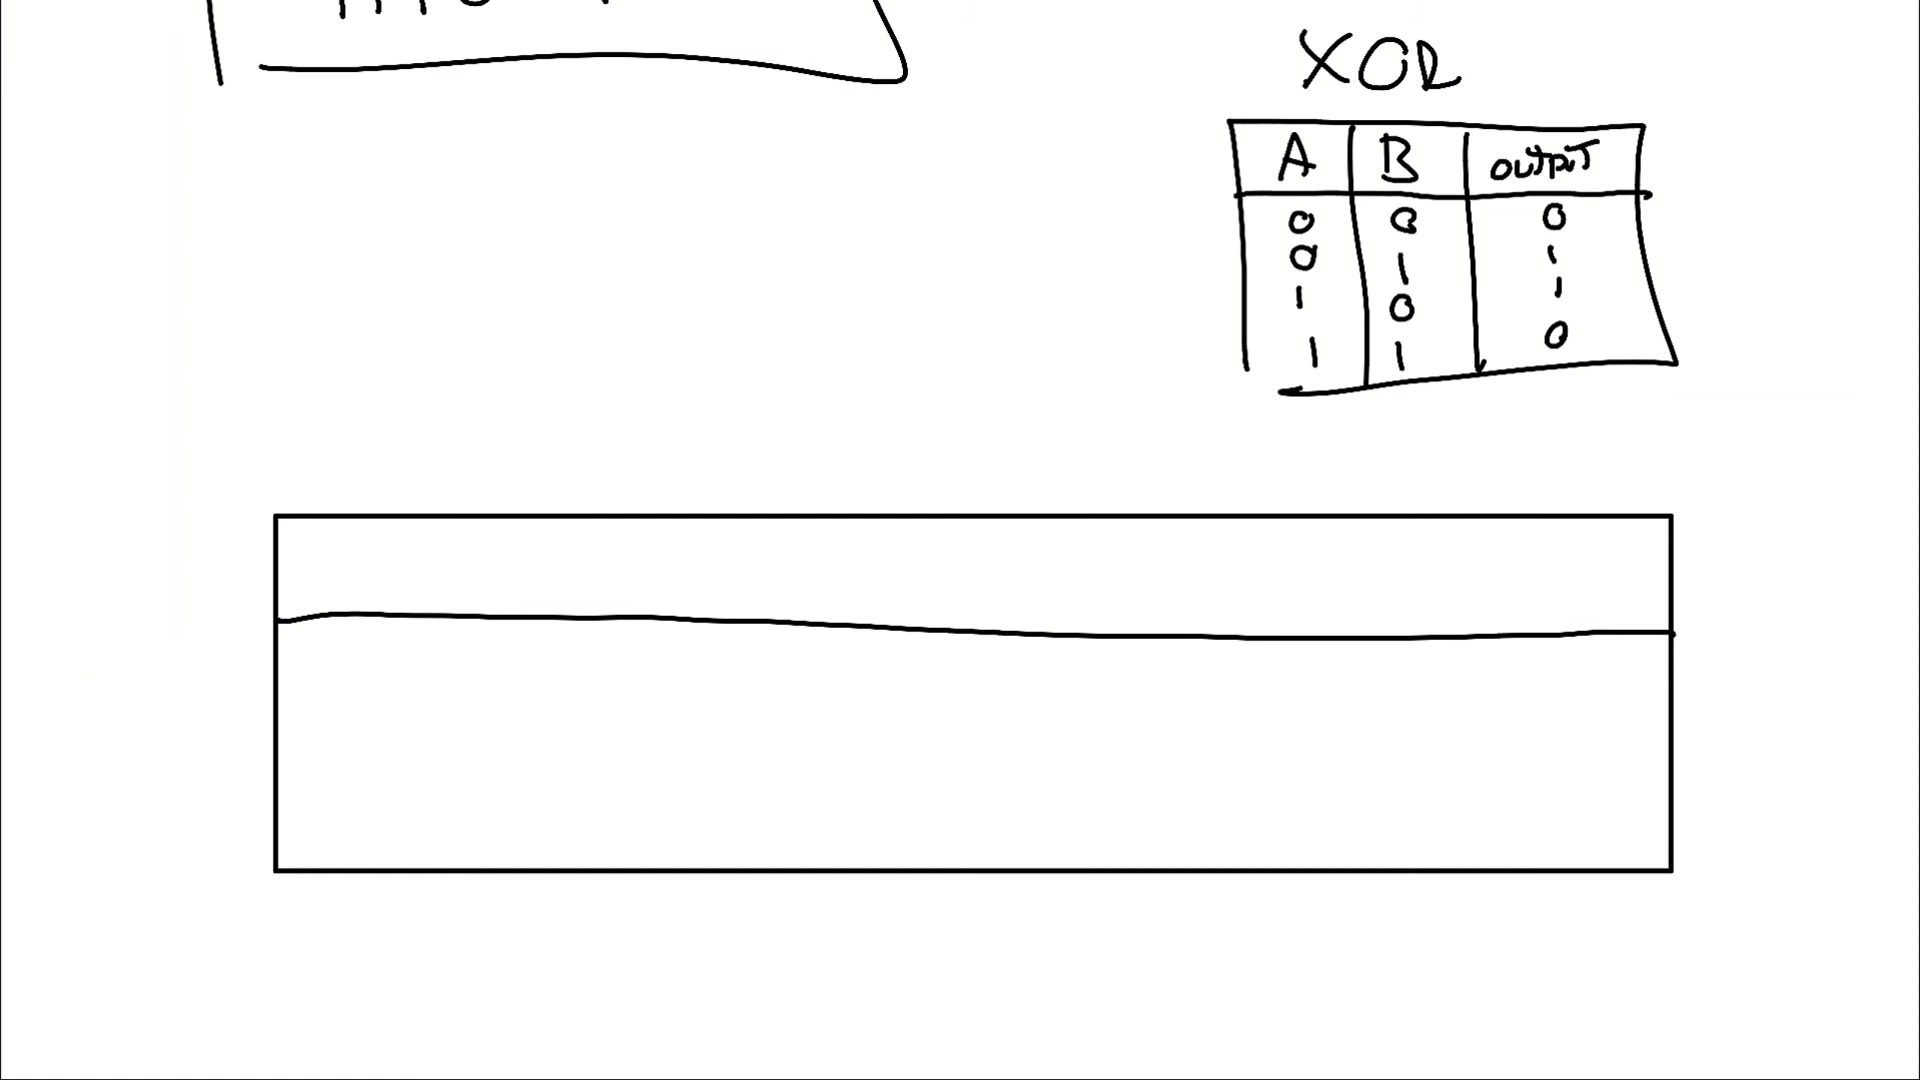 XOR
A B OUTPUT
0 0 0
0 1 1
1 0 1
1 1 0